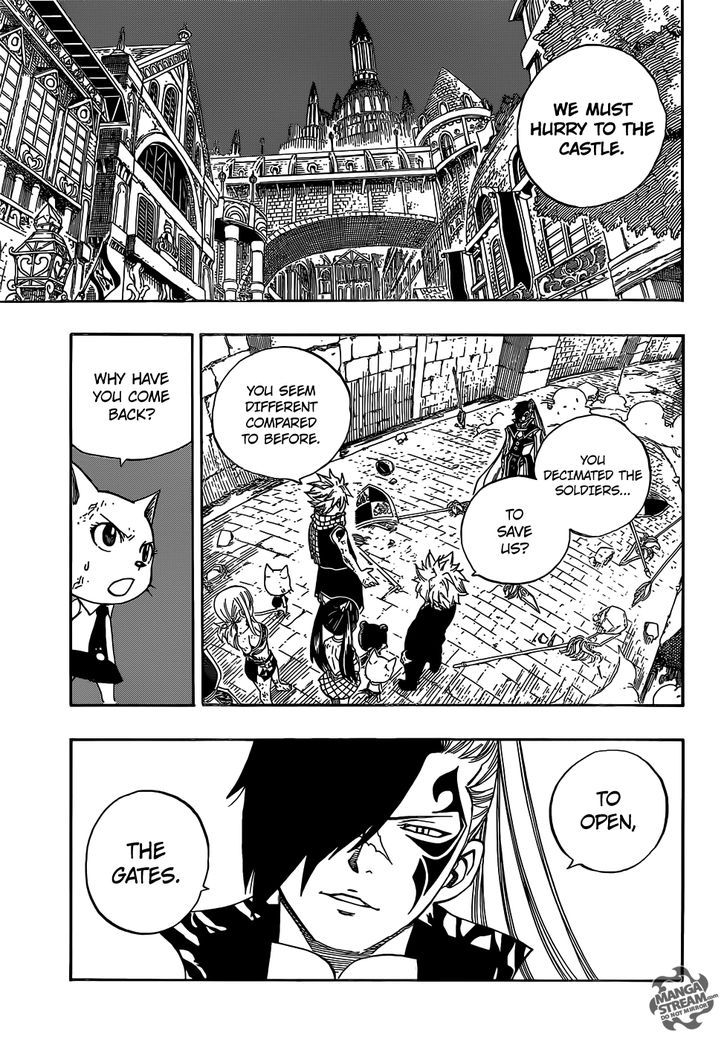 WE MUST
HURRY TO THE
CASTLE.
YOU
DECIMATED THE
SOLDIERS...
TO
SAVE
US?
YOU SEEM
DIFFERENT
COMPARED
TO BEFORE.
WHY HAVE
YOU COME
BACK?
TO
OPEN,
THE
GATES.
MANGA
STREAM.com
DO NOT MIRROR